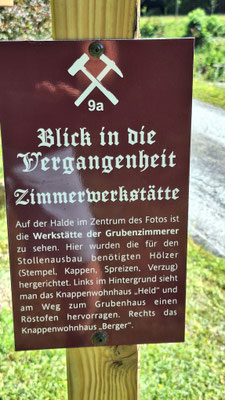 9a
Blick in die
Vergangenheit
Zimmerwerkstätte
Auf der Halde im Zentrum des Fotos ist
die Werkstätte der Grubenzimmerer
zu sehen. Hier wurden die für den
Stollenausbau benötigten Hölzer
(Stempel, Kappen, Spreizen, Verzug)
hergerichtet. Links im Hintergrund sieht
man das Knappenwohnhaus „Held" und
am Weg zum Grubenhaus einen
Röstofen hervorragen. Rechts das
Knappenwohnhaus „Berger".